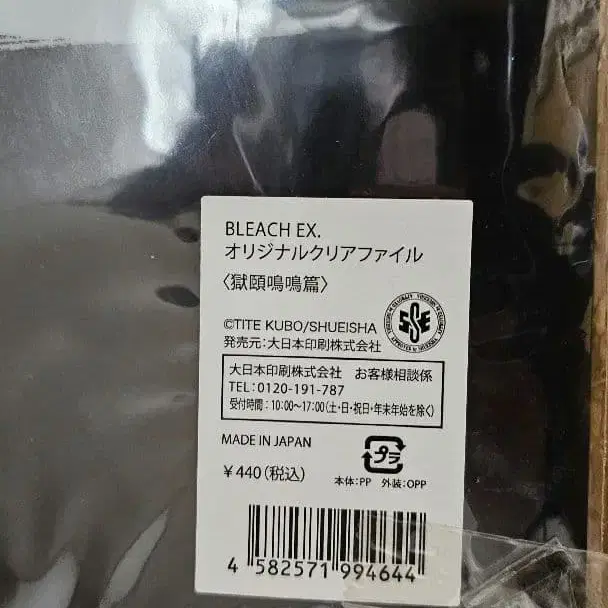 BLEACH EX.
オリジナルクリアファイル
〈獄頤鳴鳴篇〉
©TITE KUBO/SHUEISHA
発売元:大日本印刷株式会社
大日本印刷株式会社 お客様相談係
TEL:0120-191-787
受付時間:10:00〜17:00(土・日・祝日・年末年始を除く)
MADE IN JAPAN
プラ
¥440(税込)
本体:PP 外装:OPP
4 582571 994644